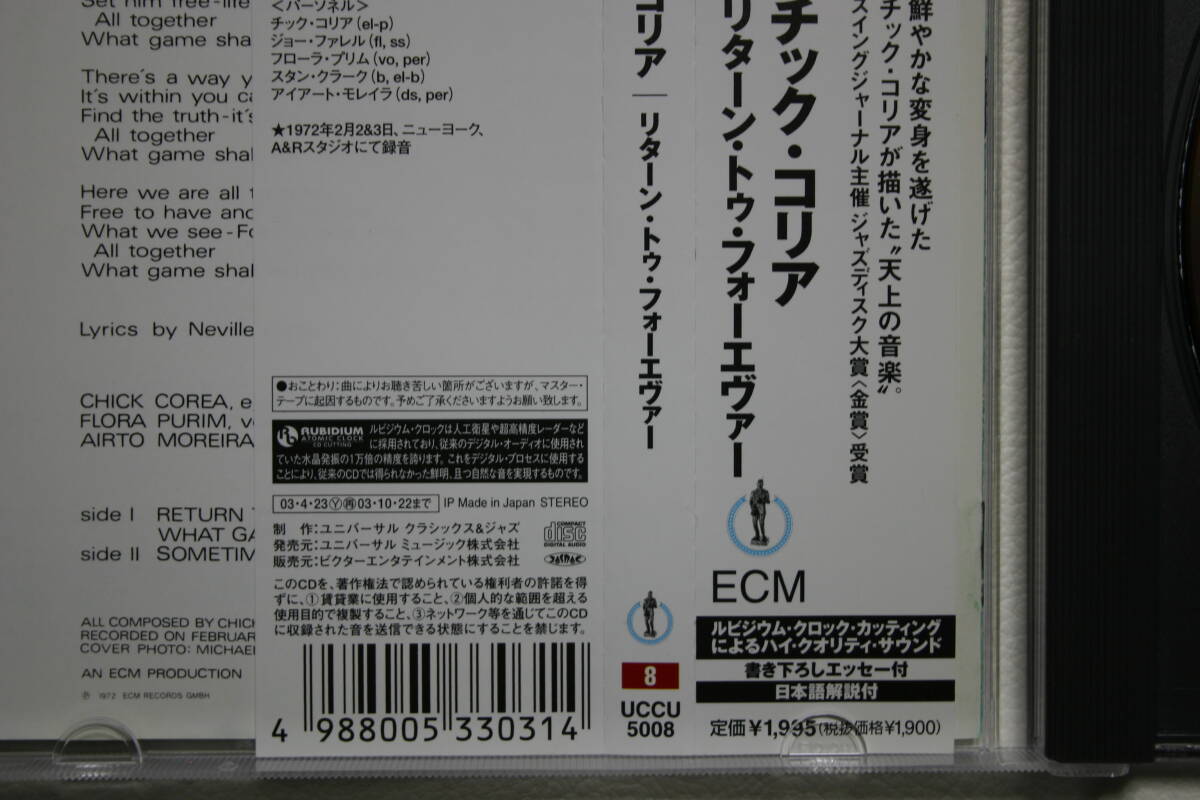 Set him free-life
All together
What game sha
There's a way y
It's within you ca
Find the truth-it's
All together
What game shal
Here we are all t
Free to have and
What we see-Fo
All together
What game shal
Lyrics by Neville
CHICK COREA, e
FLORA PURIM, v
AIRTO MOREIRA
side I RETURN T
WHAT GA
side II SOMETIM
ALL COMPOSED BY CHICK
RECORDED ON FEBRUAR
COVER PHOTO: MICHAEL
AN ECM PRODUCTION
℗ 1972 ECM RECORDS GMBH
<パーソネル>
チック・コリア(el-p)
ジョー・ファレル(fl, ss)
フローラ・プリム(vo, per)
スタン・クラーク(b, el-b)
アイアート・モレイラ(ds, per)
★1972年2月2&3日、ニューヨーク、
A&Rスタジオにて録音
●おことわり:曲によりお聴き苦しい箇所がございますが、マスター・
テープに起因するものです。予めご了承くださいますようお願い致します。
RUBIDIUM
ATOMIC CLOCK
CD CUTTING
ルビジウム・クロックは人工衛星や超高精度レーダーなど
に採用されており、従来のデジタル・オーディオに使用され
ていた水晶発振の1万倍の精度を誇ります。これをデジタル・プロセスに使用する
ことにより、従来のCDでは得られなかった鮮明、且つ自然な音を実現するものです。
03・4・23Ⓨ㊢03・10・22まで IP Made in Japan STEREO
制 作:ユニバーサル クラシックス&ジャズ
発売元:ユニバーサル ミュージック株式会社
販売元:ビクターエンタテインメント株式会社
COMPACT
disc
DIGITAL AUDIO
このCDを、著作権法で認められている権利者の許諾を得
ずに、①賃貸業に使用すること、②個人的な範囲を超える
使用目的で複製すること、③ネットワーク等を通じてこのCD
に収録された音を送信できる状態にすることを禁じます。
4 988005 330314
コリア | リターン・トゥ・フォーエヴァー
8
UCCU
5008
鮮やかな変身を遂げた
チック・コリアが描いた“天上の音楽。”
スイングジャーナル主催 ジャズディスク大賞〈金賞〉受賞
チック・コリア
リターン・トゥ・フォーエヴァー
ECM
ルビジウム・クロック・カッティング
によるハイ・クオリティ・サウンド
書き下ろしエッセー付
日本語解説付
定価¥1,995(税抜価格¥1,900)